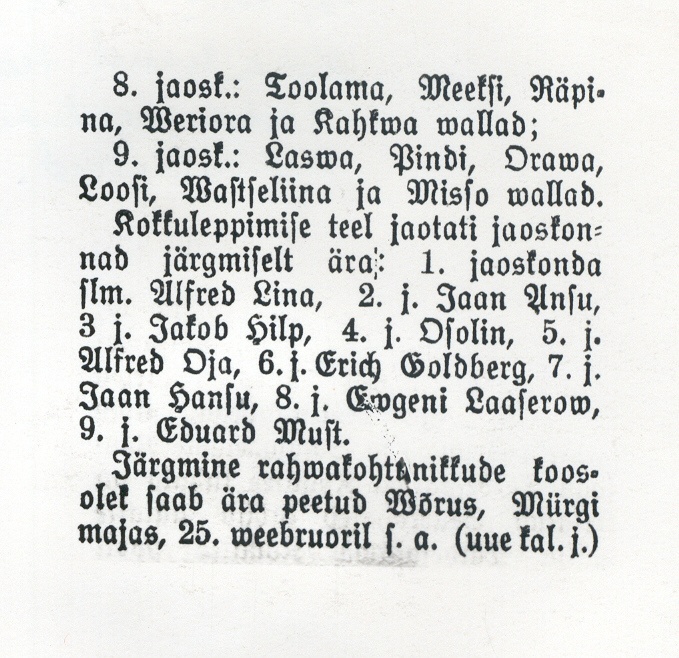 8. jaosk.: Toolama, Meeksi, Räpi-
na, Weriora ja Kahkwa wallad;
9. jaosk.: Laswa, Pindi, Orawa,
Loosi, Wastseliina ja Misso wallad.
Kokkuleppimise teel jaotati jaoskon-
nad järgmiselt ära: 1. jaoskonda
slm. Alfred Lina, 2. j. Jaan Ansu,
3 j. Jakob Hilp, 4. j. Osolin, 5. j.
Alfred Oja, 6. j. Erich Goldberg, 7. j.
Jaan Hansu, 8. j. Ewgeni Laaserow,
9. j. Eduard Must.
Järgmine rahwakohtunikkude koos-
olek saab ära peetud Wõrus, Mürgi
majas, 25. weebruoril s. a. (uue kal. j.)